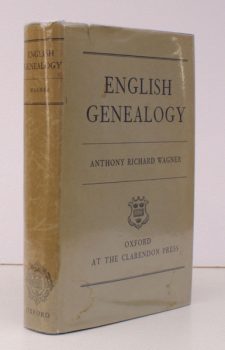 ENGLISH
GENEALOGY
WAGNER
OXFORD
ENGLISH
GENEALOGY
ANTHONY RICHARD WAGNER
OXFORD
AT THE CLARENDON PRESS